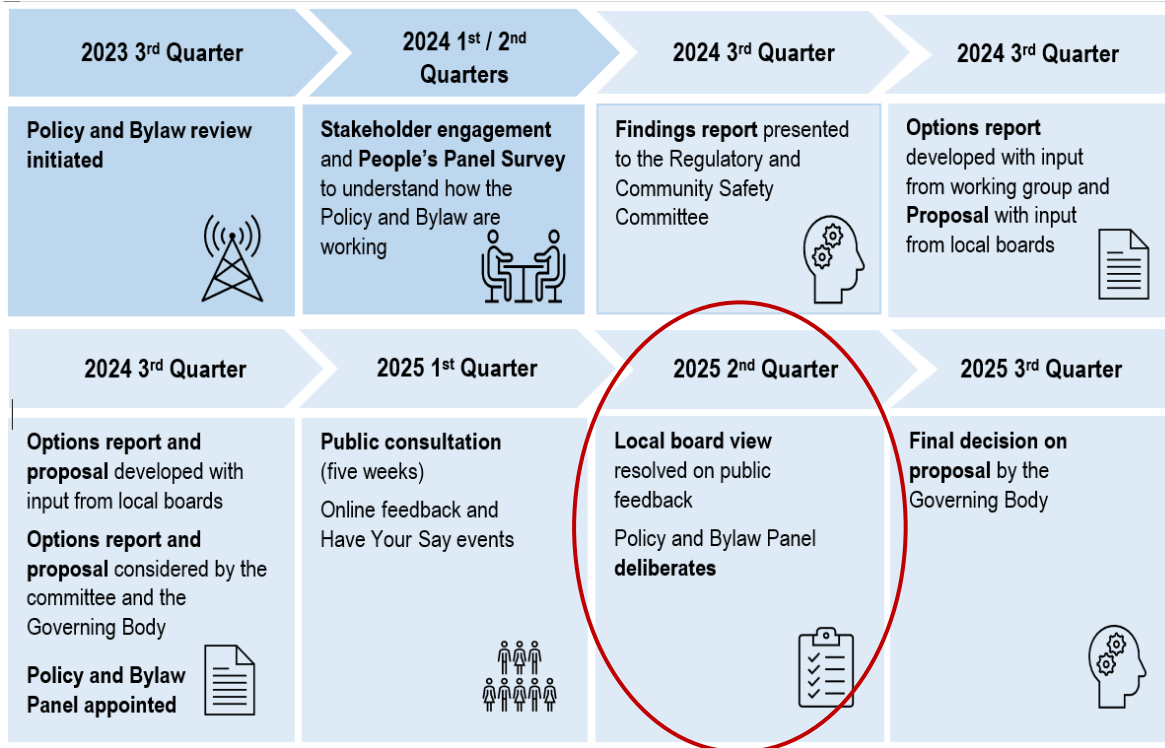 2023 3rd Quarter
2024 1st / 2nd
Quarters
2024 3rd Quarter
2024 3rd Quarter
Policy and Bylaw review
initiated
Stakeholder engagement
and People's Panel Survey
to understand how the
Policy and Bylaw are
working
Findings report presented
to the Regulatory and
Community Safety
Committee
Options report
developed with input
from working group and
Proposal with input
from local boards
2024 3rd Quarter
2025 1st Quarter
2025 2nd Quarter
2025 3rd Quarter
Options report and
proposal developed with
input from local boards
Options report and
proposal considered by the
committee and the
Governing Body
Policy and Bylaw
Panel appointed
Public consultation
(five weeks)
Online feedback and
Have Your Say events
Local board view
resolved on public
feedback
Policy and Bylaw Panel
deliberates
Final decision on
proposal by the
Governing Body